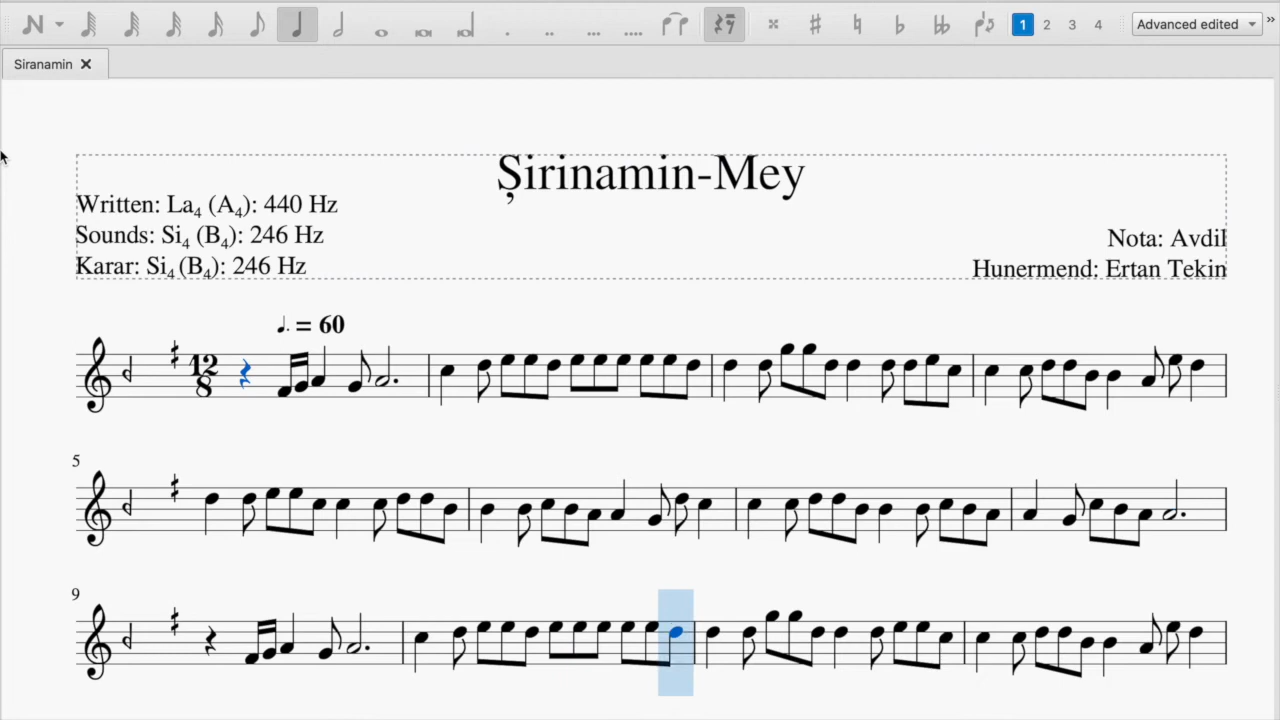 1 2 3 4 Advanced edited
Siranamin
Șirinamin-Mey
Written: La₄ (A₄): 440 Hz
Sounds: Si₄ (B₄): 246 Hz
Karar: Si₄ (B₄): 246 Hz
Nota: Avdil
Hunermend: Ertan Tekin
= 60
12
8
5
9